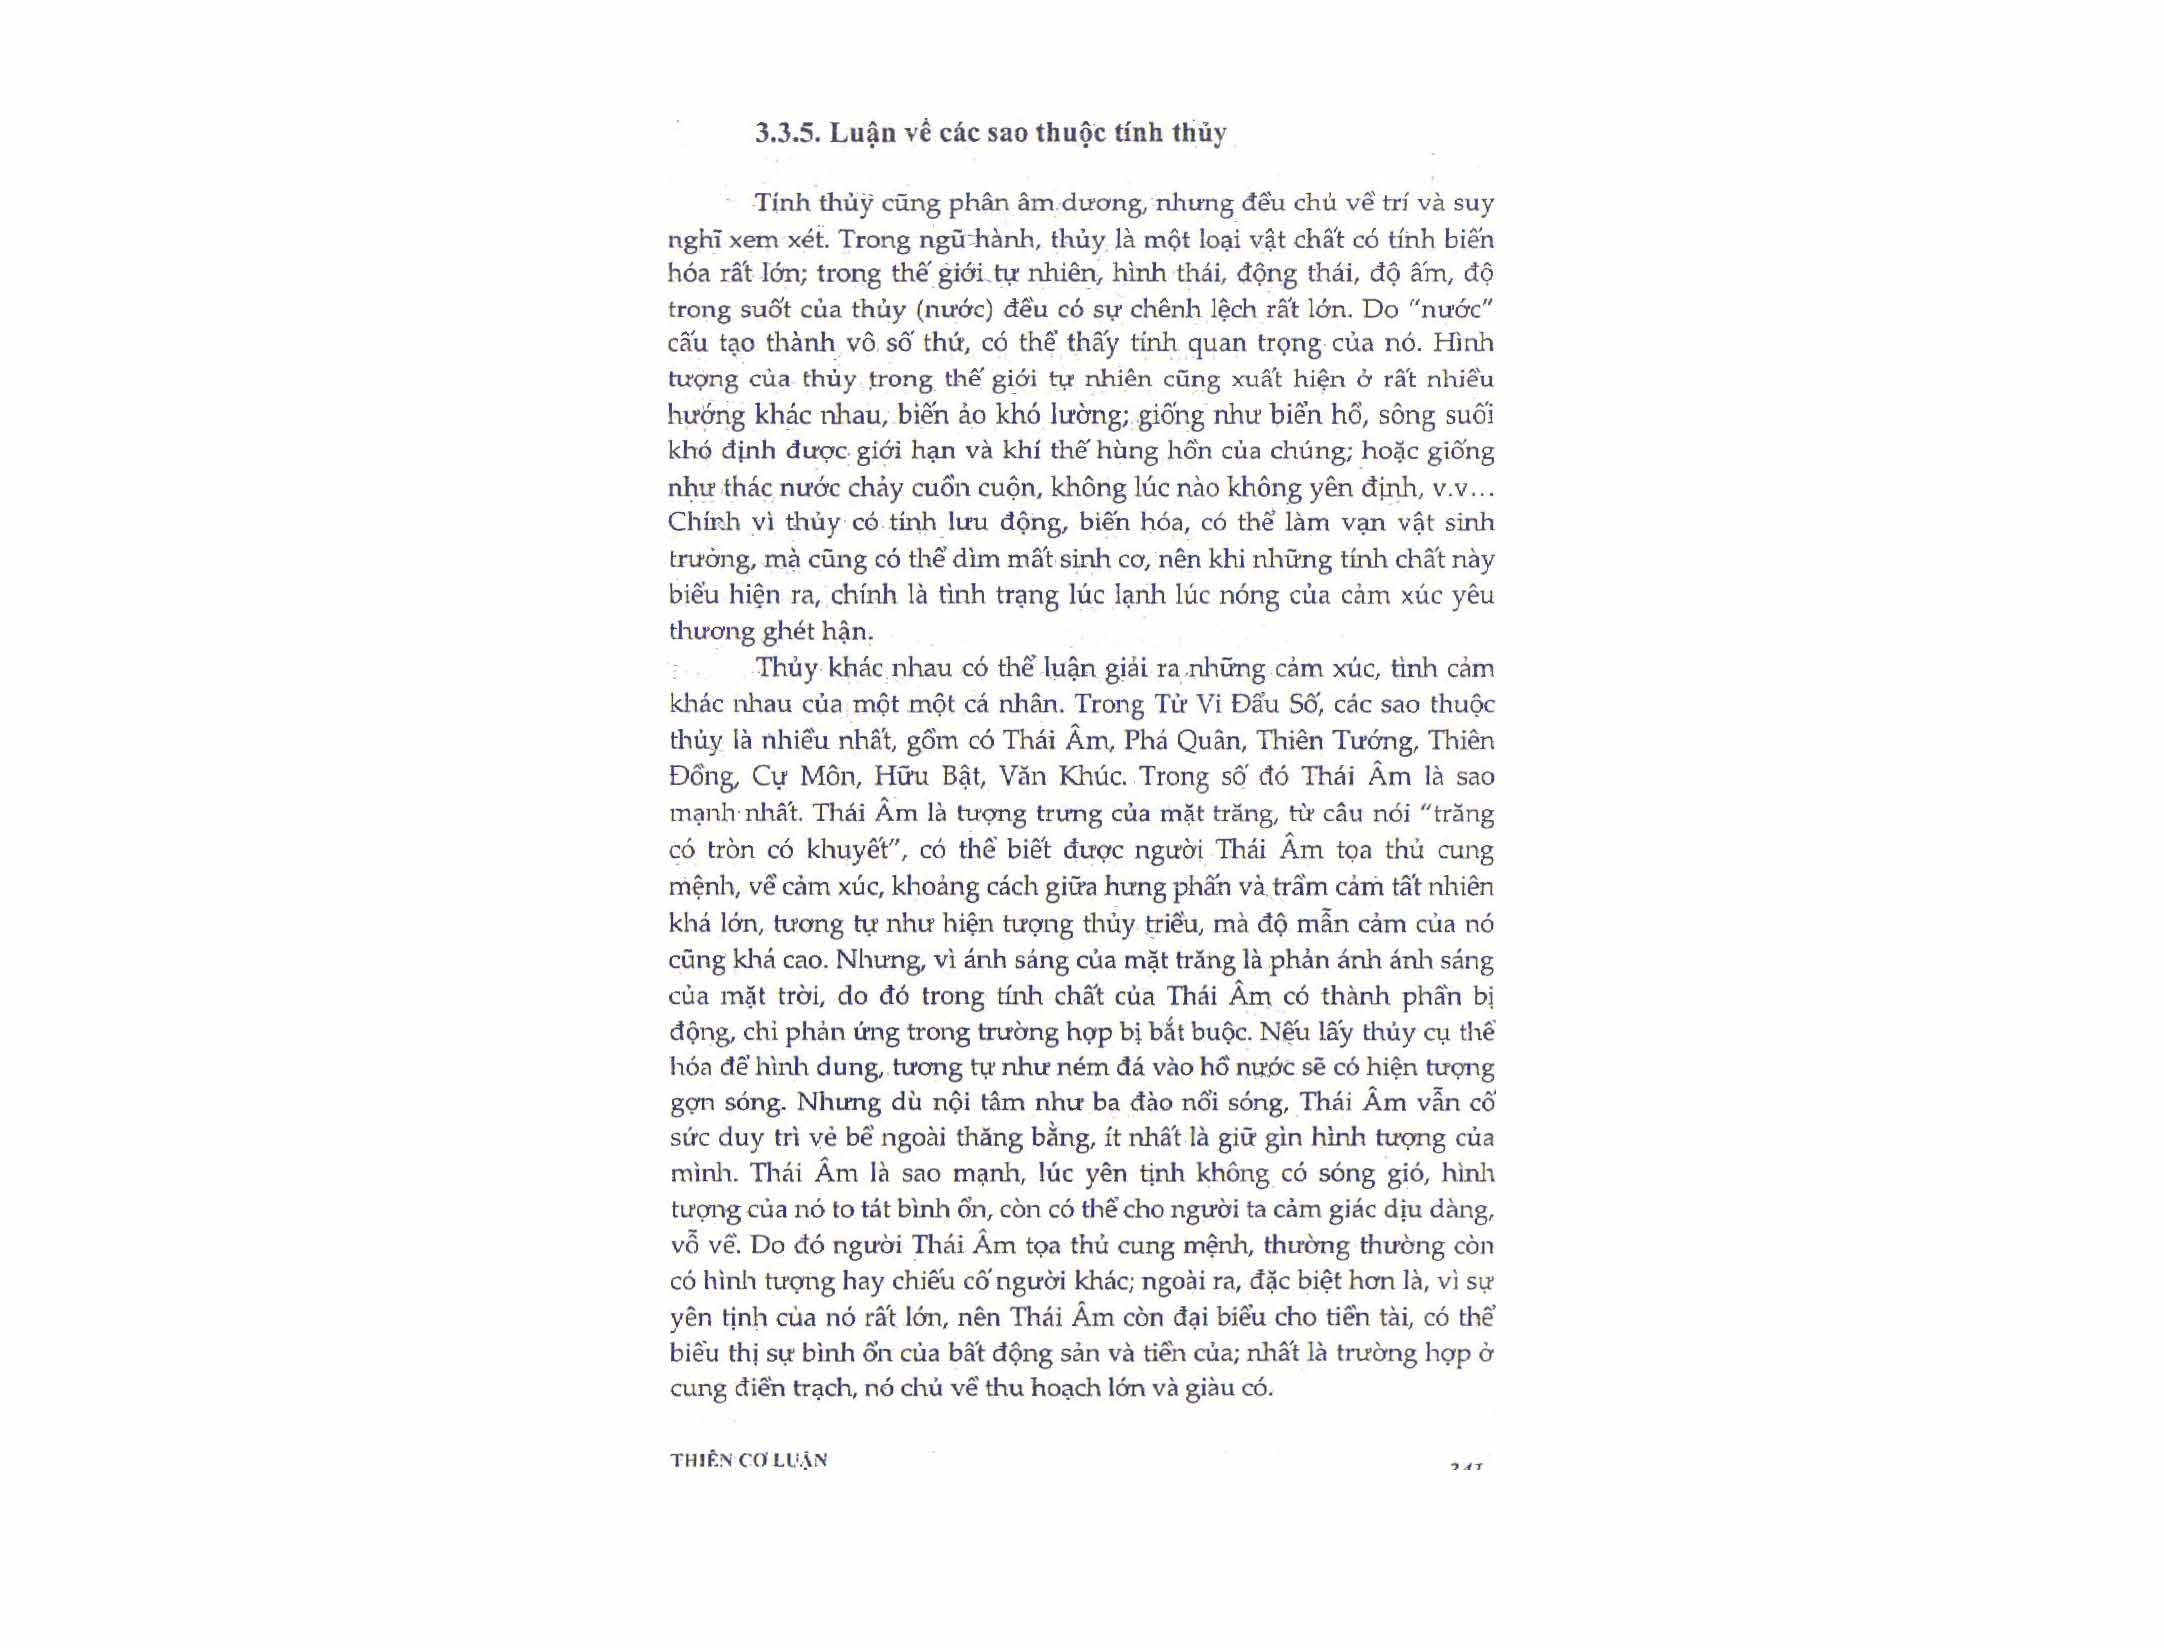 3.3.5. Luận về các sao thuộc tính thủy
Tính thủy cũng phân âm dương, nhưng đều chủ về trí và suy
nghĩ xem xét. Trong ngũ hành, thủy là một loại vật chất có tính biến
hóa rất lớn; trong thế giới tự nhiên, hình thái, động thái, độ ấm, độ
trong suốt của thủy (nước) đều có sự chênh lệch rất lớn. Do "nước"
cấu tạo thành vô số thứ, có thể thấy tính quan trọng của nó. Hình
tượng của thủy trong thế giới tự nhiên cũng xuất hiện ở rất nhiều
hướng khác nhau, biến ảo khó lường; giống như biển hồ, sông suối
khó định được giới hạn và khí thế hùng hồn của chúng; hoặc giống
như thác nước chảy cuồn cuộn, không lúc nào không yên định, v.v...
Chính vì thủy có tính lưu động, biến hóa, có thể làm vạn vật sinh
trưởng, mà cũng có thể dìm mất sinh cơ, nên khi những tính chất này
biểu hiện ra, chính là tình trạng lúc lạnh lúc nóng của cảm xúc yêu
thương ghét hận.
Thủy khác nhau có thể luận giải ra những cảm xúc, tình cảm
khác nhau của một một cá nhân. Trong Tử Vi Đẩu Số, các sao thuộc
thủy là nhiều nhất, gồm có Thái Âm, Phá Quân, Thiên Tướng, Thiên
Đồng, Cự Môn, Hữu Bật, Văn Khúc. Trong số đó Thái Âm là sao
mạnh nhất. Thái Âm là tượng trưng của mặt trăng, từ câu nói "trăng
có tròn có khuyết", có thể biết được người Thái Âm tọa thủ cung
mệnh, về cảm xúc, khoảng cách giữa hưng phấn và trầm cảm tất nhiên
khá lớn, tương tự như hiện tượng thủy triều, mà độ mẫn cảm của nó
cũng khá cao. Nhưng, vì ánh sáng của mặt trăng là phản ánh ánh sáng
của mặt trời, do đó trong tính chất của Thái Âm có thành phần bị
động, chỉ phản ứng trong trường hợp bị bắt buộc. Nếu lấy thủy cụ thể
hóa để hình dung, tương tự như ném đá vào hồ nước sẽ có hiện tượng
gợn sóng. Nhưng dù nội tâm như ba đào nổi sóng, Thái Âm vẫn cố
sức duy trì vẻ bề ngoài thăng bằng, ít nhất là giữ gìn hình tượng của
mình. Thái Âm là sao mạnh, lúc yên tịnh không có sóng gió, hình
tượng của nó to tát bình ổn, còn có thể cho người ta cảm giác dịu dàng,
vỗ về. Do đó người Thái Âm tọa thủ cung mệnh, thường thường còn
có hình tượng hay chiếu cố người khác; ngoài ra, đặc biệt hơn là, vì sự
yên tịnh của nó rất lớn, nên Thái Âm còn đại biểu cho tiền tài, có thể
biểu thị sự bình ổn của bất động sản và tiền của; nhất là trường hợp ở
cung điền trạch, nó chủ về thu hoạch lớn và giàu có.
THIÊN CƠ LUẬN